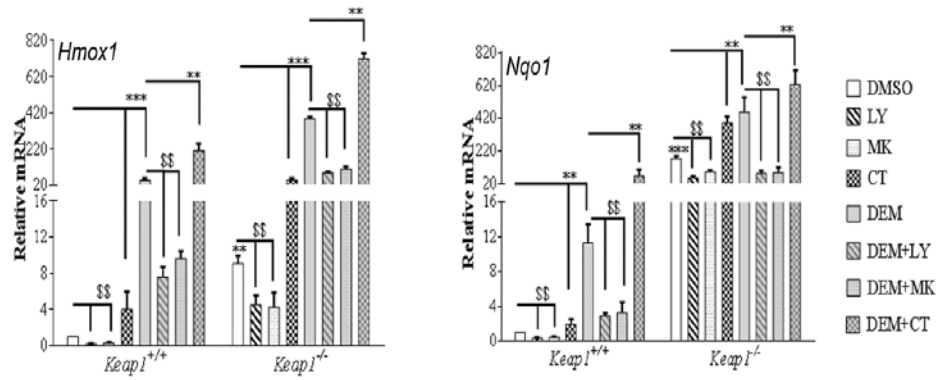 Hmox1
Relative mRNA
820
620
420
220
20
16
12
8
4
0
$$
***
$$
**
**
$$
***
$$
**
Keap1+/+
Keap1-/-
Nqo1
Relative mRNA
820
620
420
220
20
16
12
8
4
0
$$
**
$$
**
***
$$
**
$$
**
Keap1+/+
Keap1-/-
DMSO
LY
MK
CT
DEM
DEM+LY
DEM+MK
DEM+CT